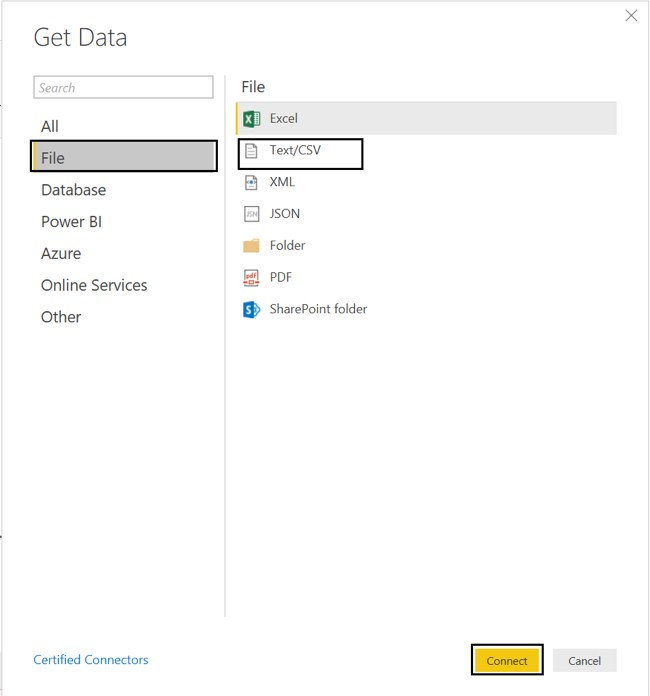 Get Data
Search
All
File
Database
Power BI
Azure
Online Services
Other
File
Excel
Text/CSV
XML
JSON
Folder
PDF
SharePoint folder
Certified Connectors
Connect
Cancel